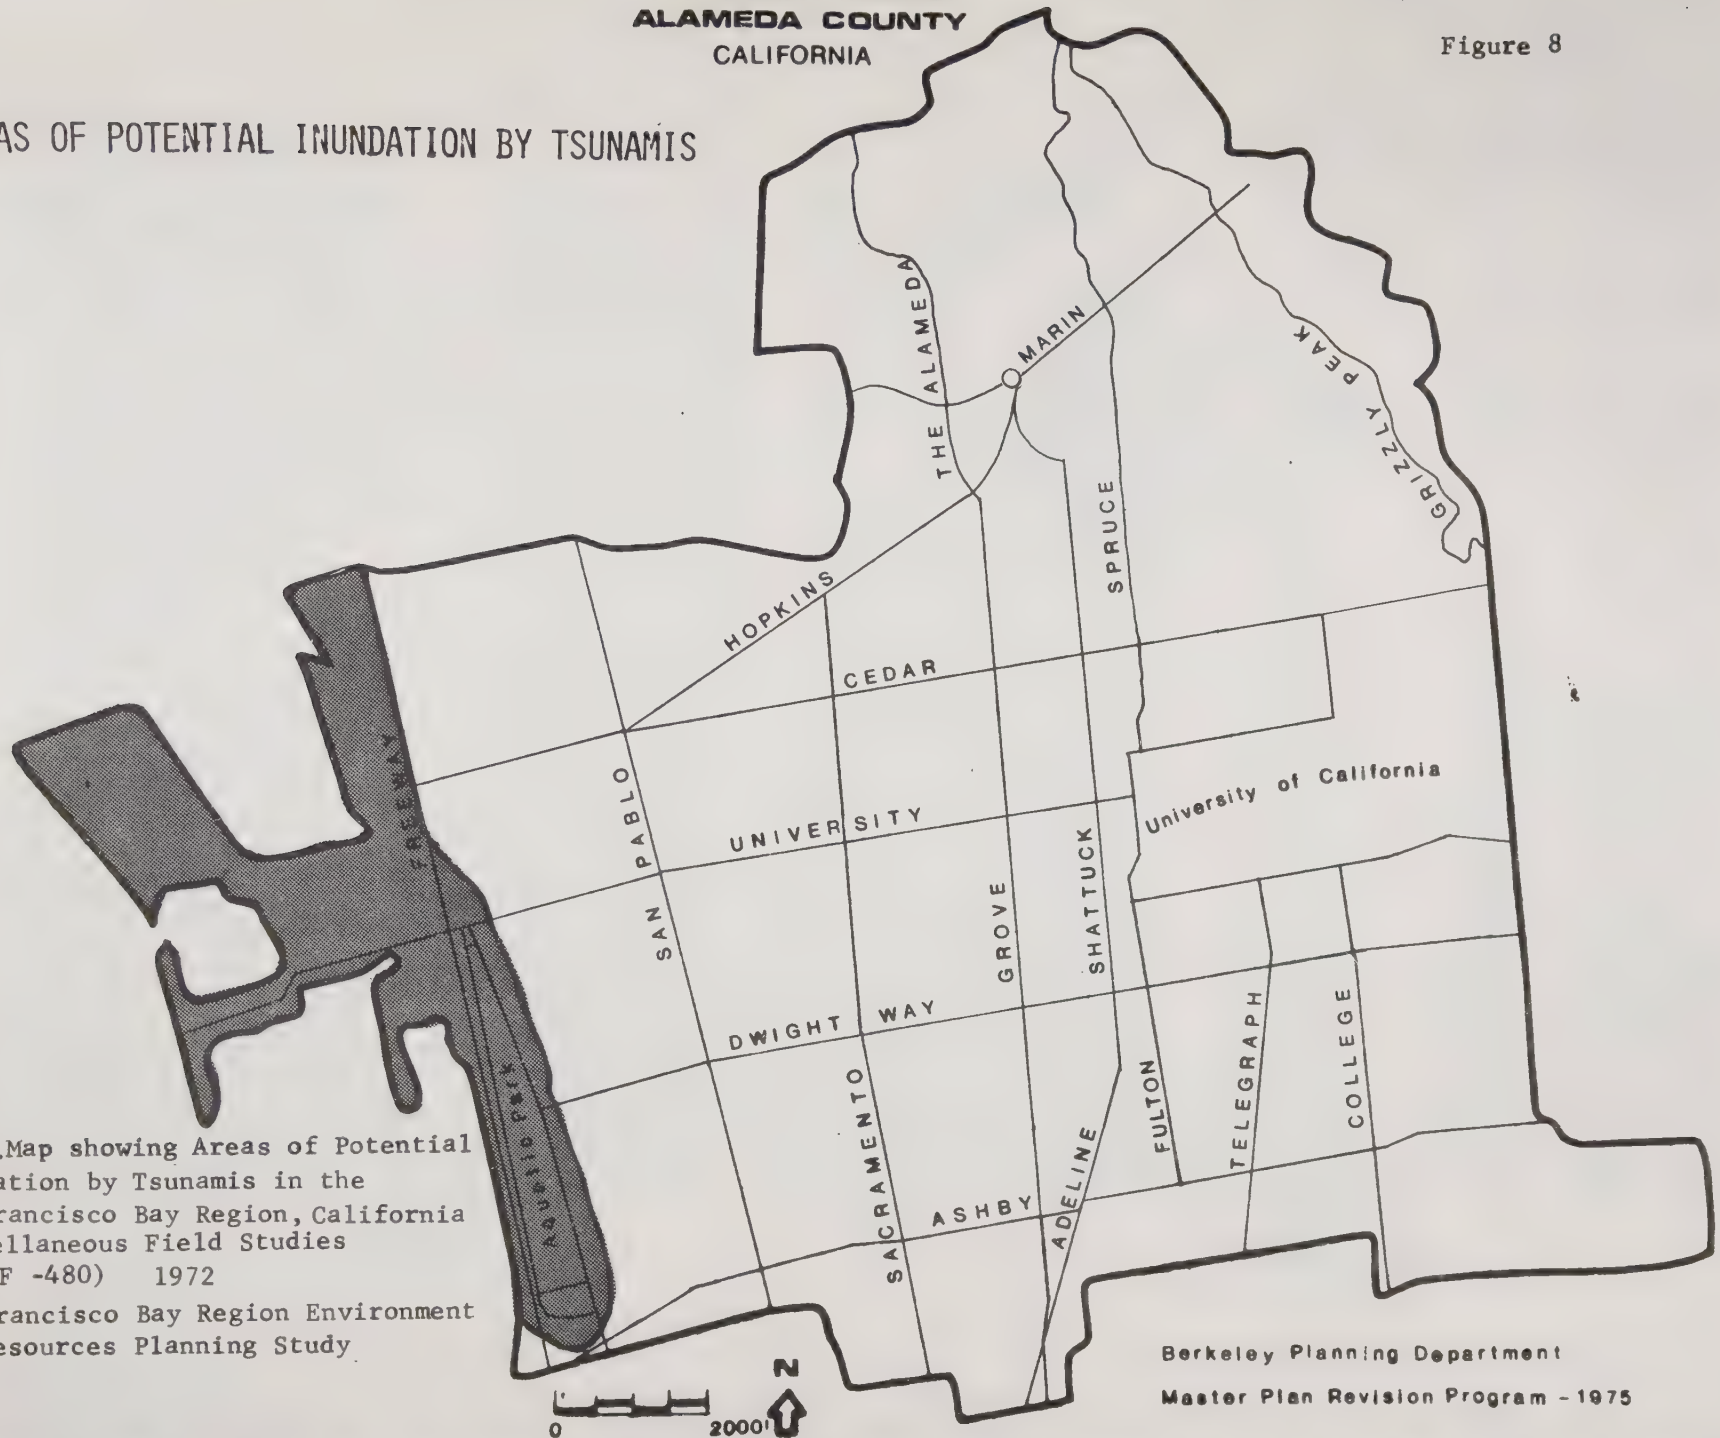 ALAMEDA COUNTY
CALIFORNIA
Figure 8
AS OF POTENTIAL INUNDATION BY TSUNAMIS
THE ALAMEDA
MARIN
GRIZZLY PEAK
SPRUCE
HOPKINS
CEDAR
FREEWAY
SAN PABLO
UNIVERSITY
University of California
GROVE
SHATTUCK
DWIGHT WAY
SACRAMENTO
FULTON
TELEGRAPH
COLLEGE
Aquatic Park
ADELINE
ASHBY
.Map showing Areas of Potential
ation by Tsunamis in the
rancisco Bay Region, California
ellaneous Field Studies
F -480) 1972
rancisco Bay Region Environment
esources Planning Study
N
0 2000'
Berkeley Planning Department
Master Plan Revision Program - 1975